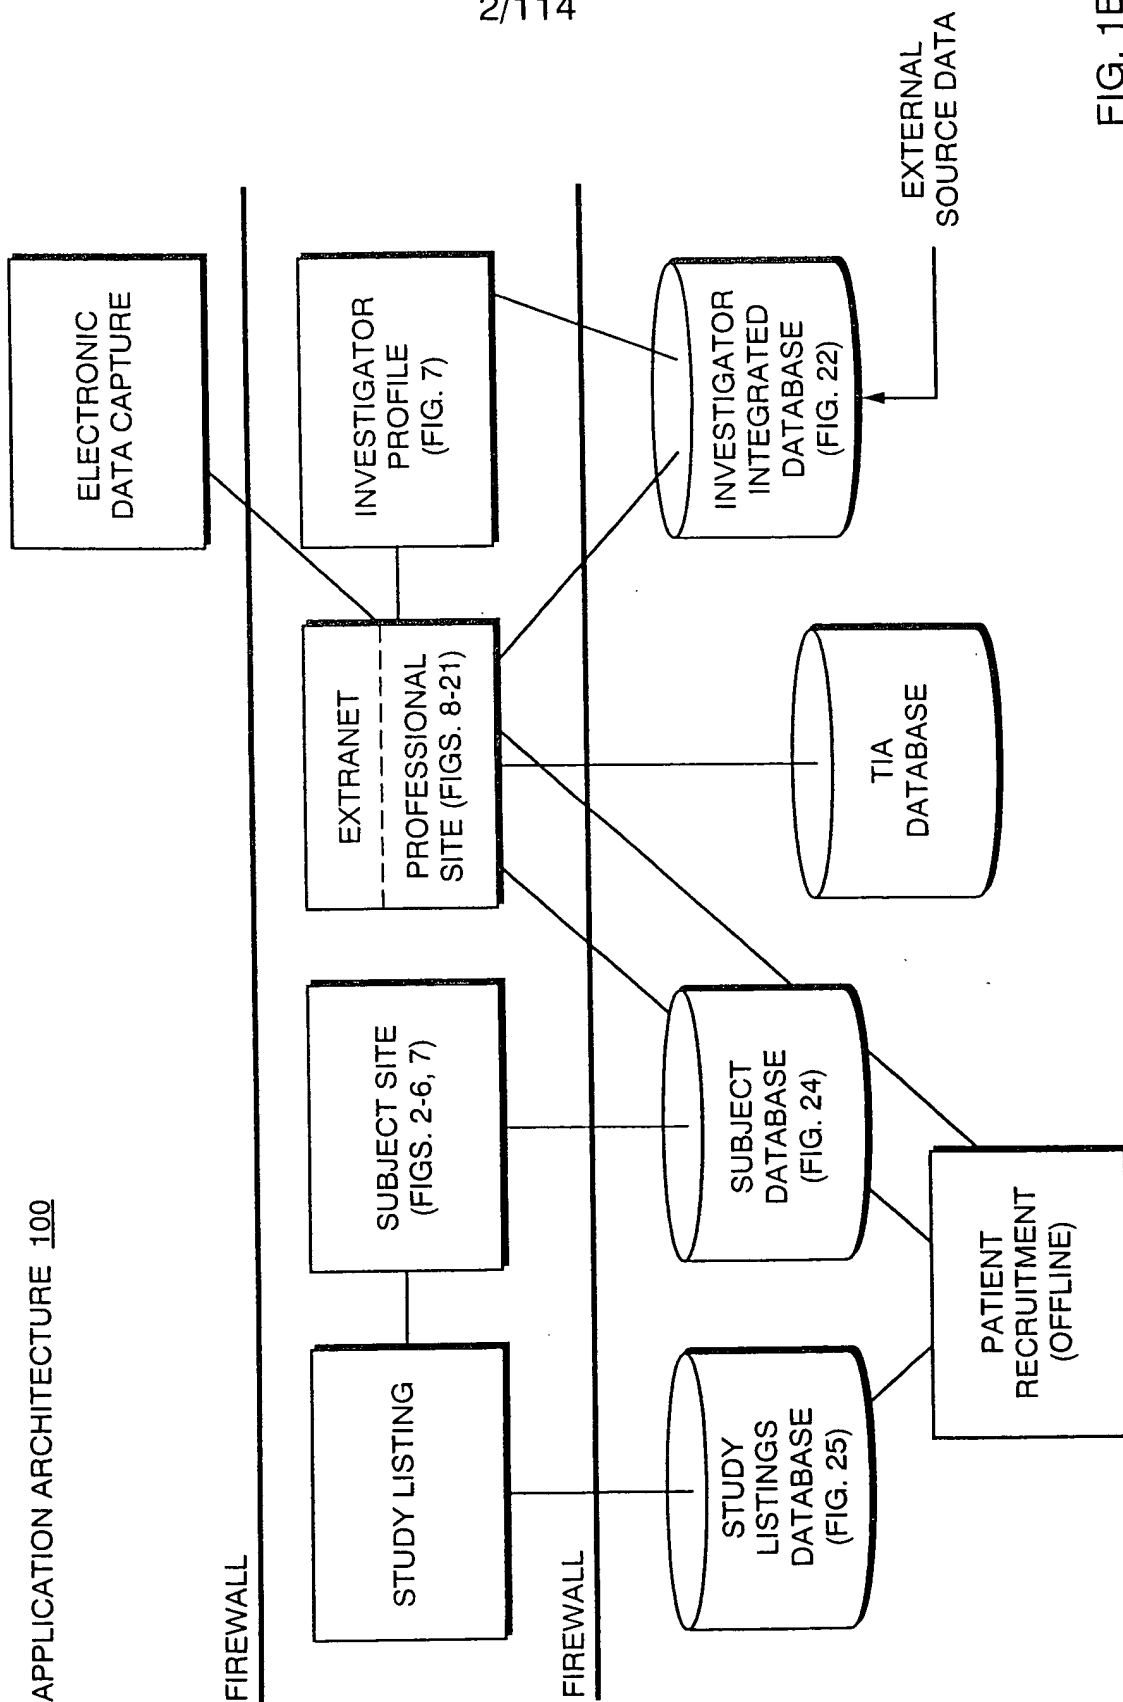 2/114
APPLICATION ARCHITECTURE 100
ELECTRONIC
DATA CAPTURE
FIREWALL
STUDY LISTING
SUBJECT SITE
(FIGS. 2-6, 7)
EXTRANET
PROFESSIONAL
SITE (FIGS. 8-21)
INVESTIGATOR
PROFILE
(FIG. 7)
FIREWALL
STUDY
LISTINGS
DATABASE
(FIG. 25)
SUBJECT
DATABASE
(FIG. 24)
TIA
DATABASE
INVESTIGATOR
INTEGRATED
DATABASE
(FIG. 22)
EXTERNAL
SOURCE DATA
PATIENT
RECRUITMENT
(OFFLINE)
FIG. 1B